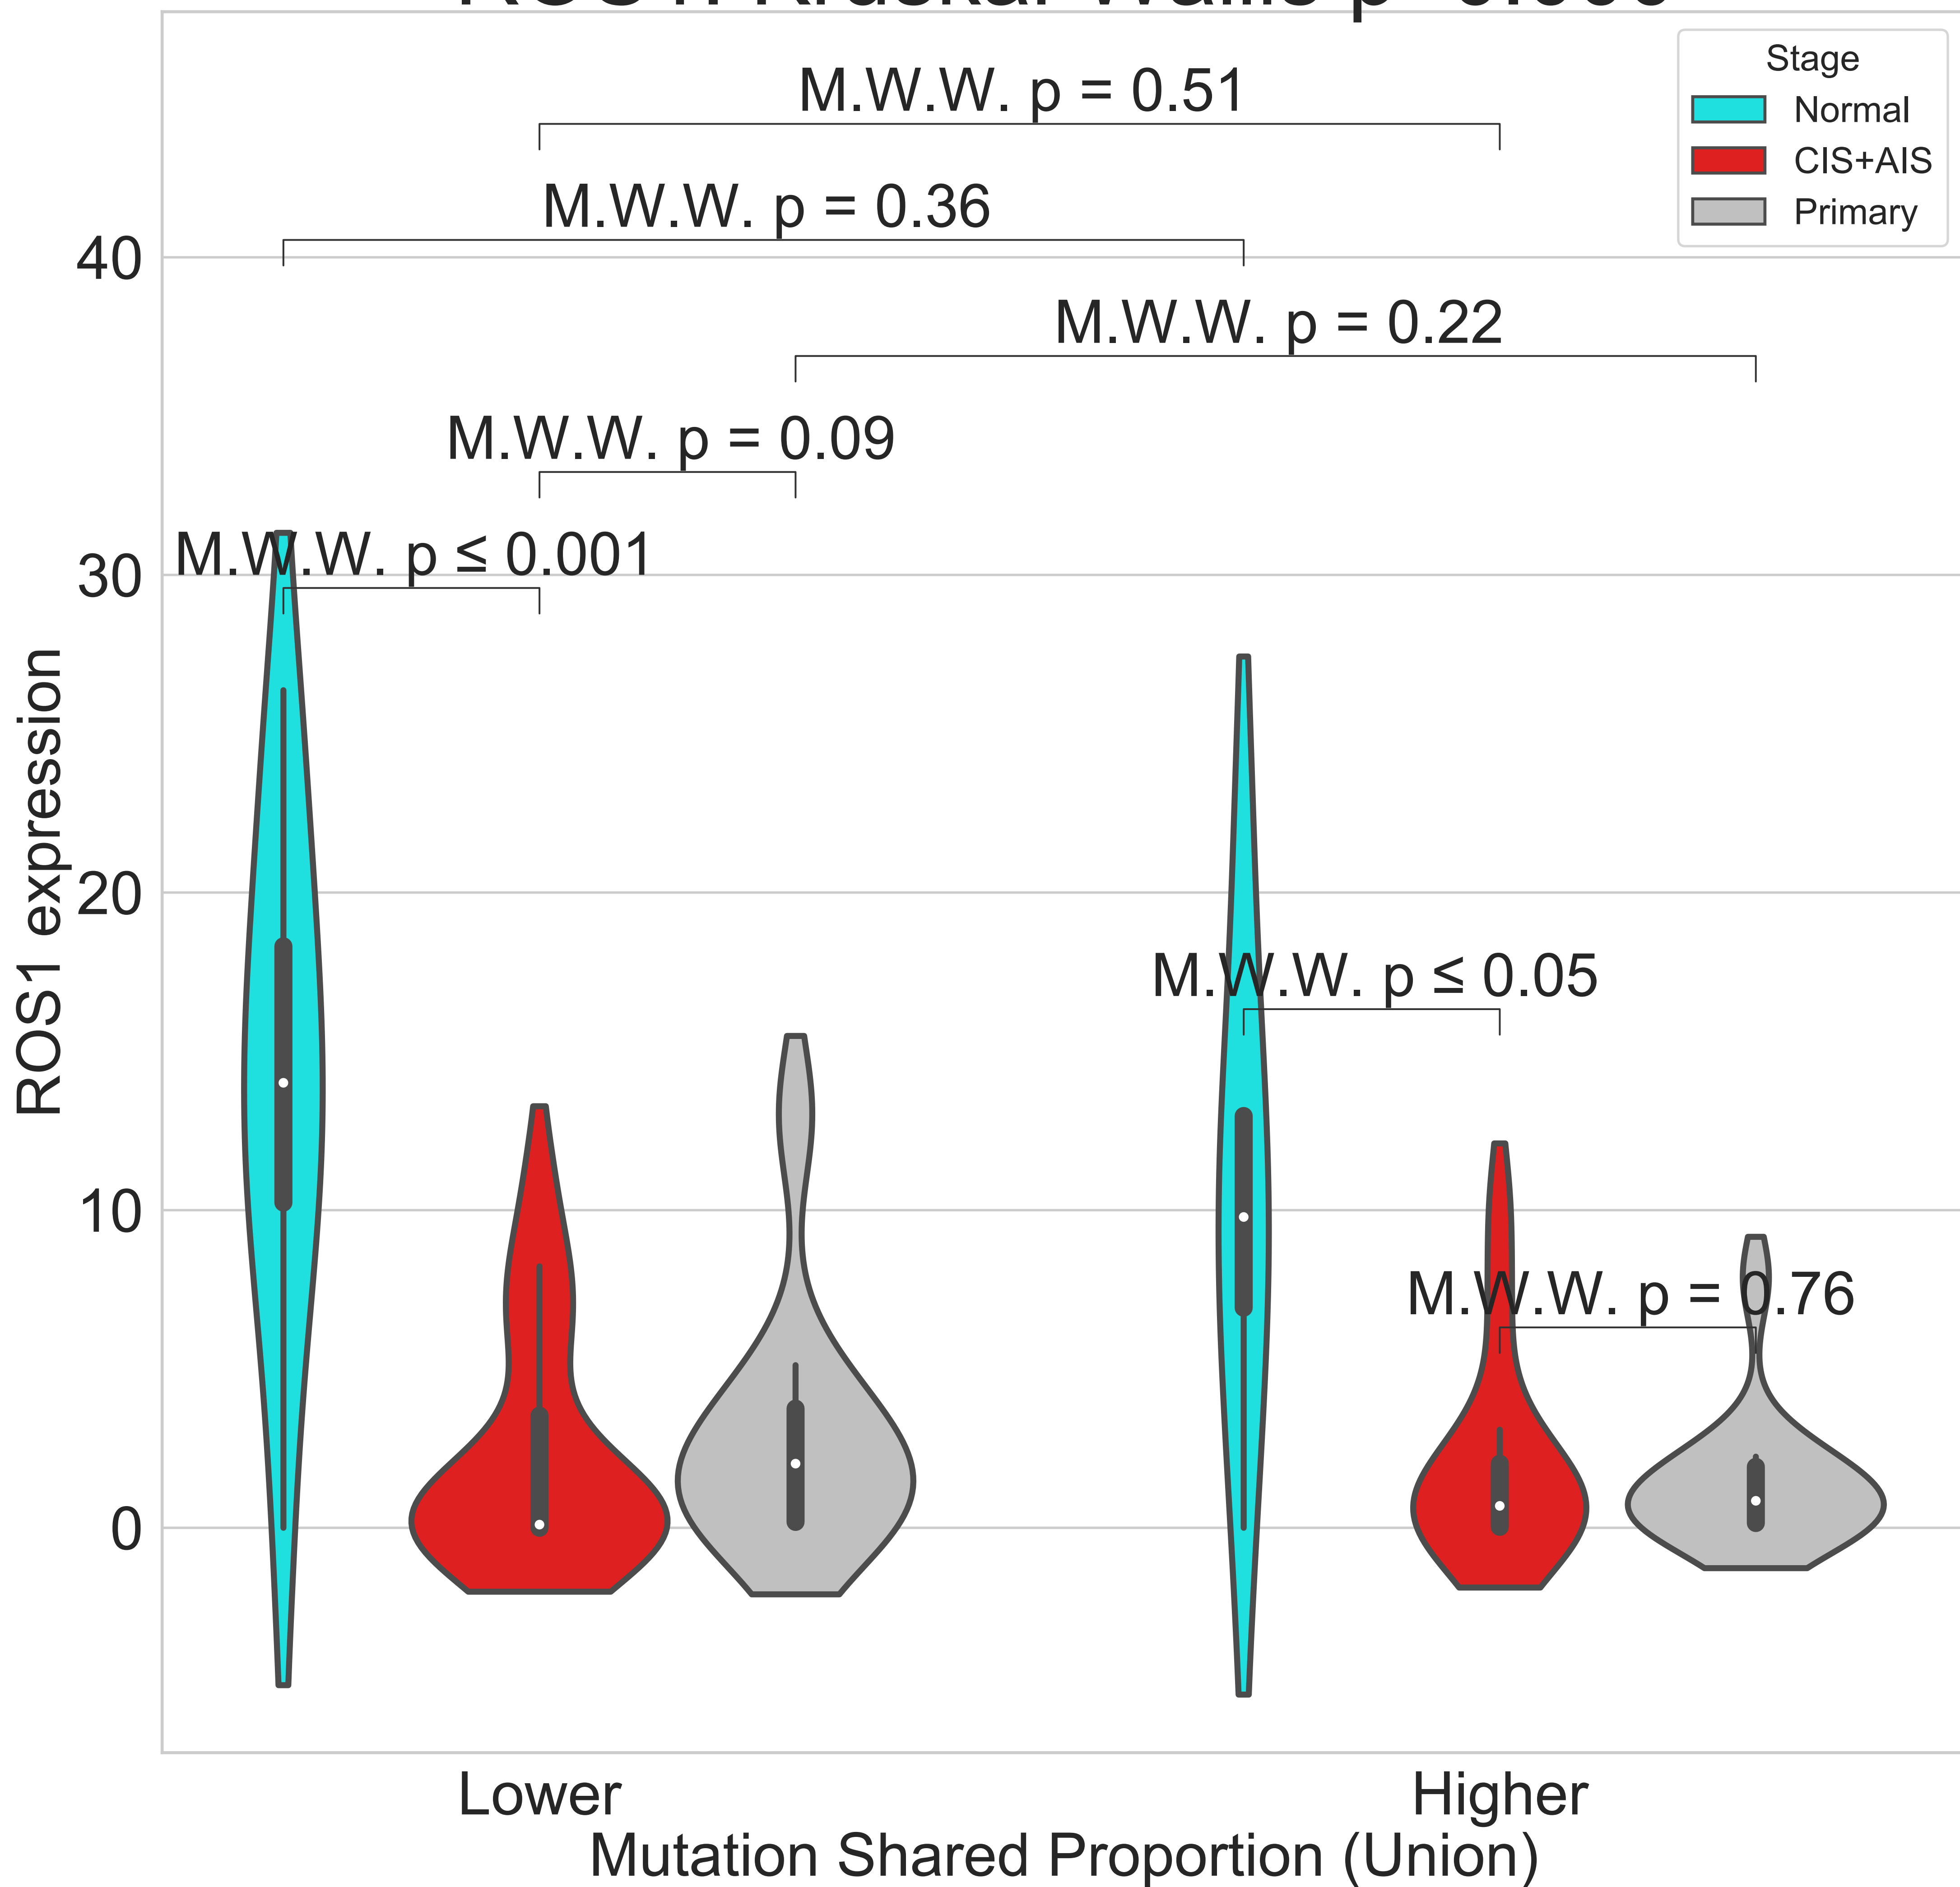 Stage
Normal
CIS+AIS
Primary
M.W.W. p = 0.51
M.W.W. p = 0.36
M.W.W. p = 0.22
M.W.W. p = 0.09
M.W.W. p ≤ 0.001
M.W.W. p ≤ 0.05
M.W.W. p = 0.76
40
30
20
10
0
ROS1 expression
Lower
Higher
Mutation Shared Proportion (Union)